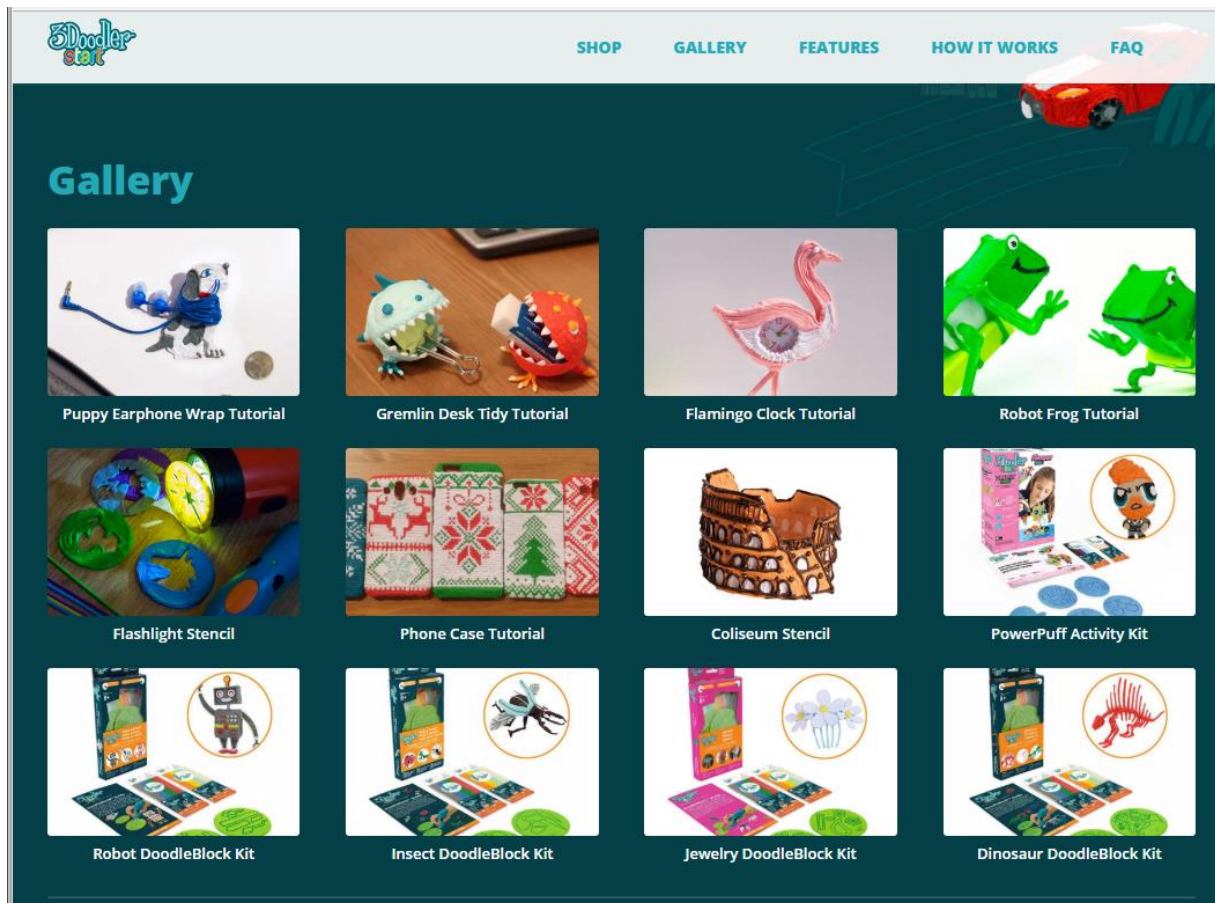 3Doodler
start
SHOP GALLERY FEATURES HOW IT WORKS FAQ
Gallery
Puppy Earphone Wrap Tutorial Gremlin Desk Tidy Tutorial Flamingo Clock Tutorial Robot Frog Tutorial
Flashlight Stencil Phone Case Tutorial Coliseum Stencil PowerPuff Activity Kit
Robot DoodleBlock Kit Insect DoodleBlock Kit Jewelry DoodleBlock Kit Dinosaur DoodleBlock Kit